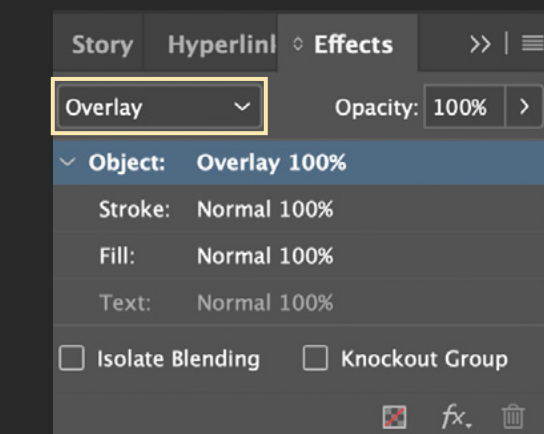 Story Hyperlink Effects
Overlay Opacity: 100%
Object: Overlay 100%
Stroke: Normal 100%
Fill: Normal 100%
Text: Normal 100%
Isolate Blending Knockout Group
fx.